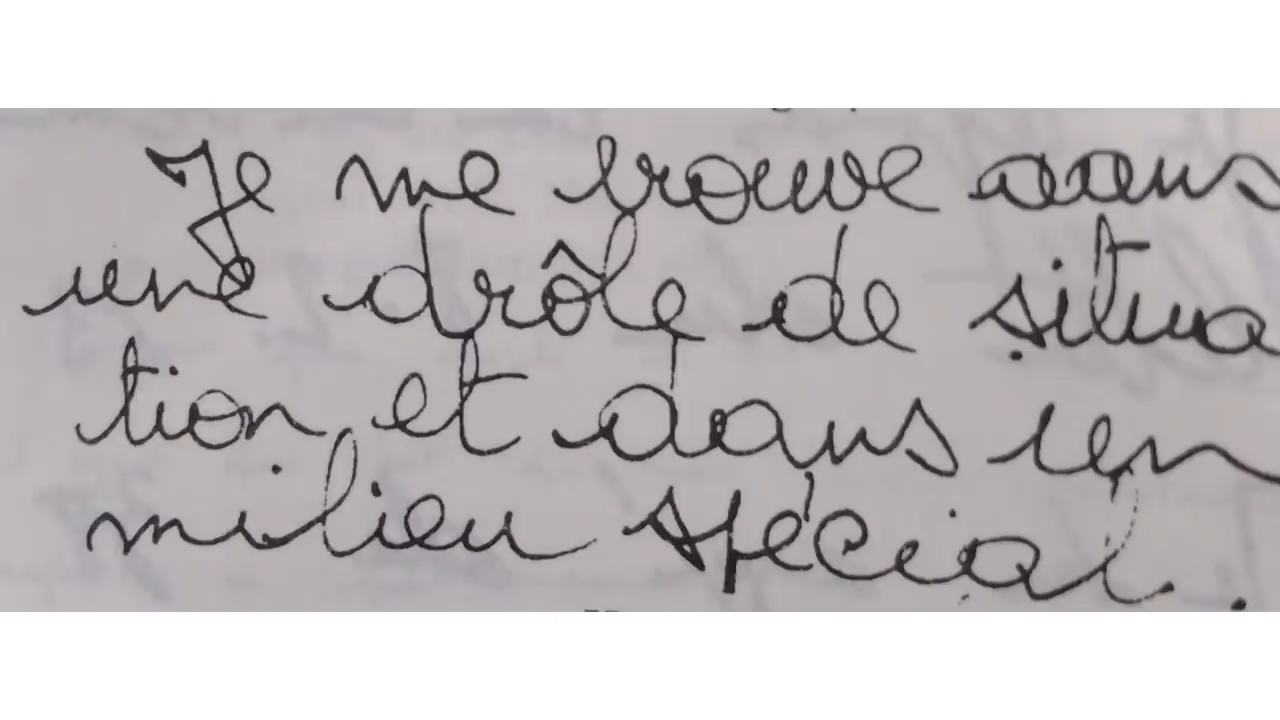 Je me trouve dans
une drôle de situa
tion et dans un
milieu spécial.